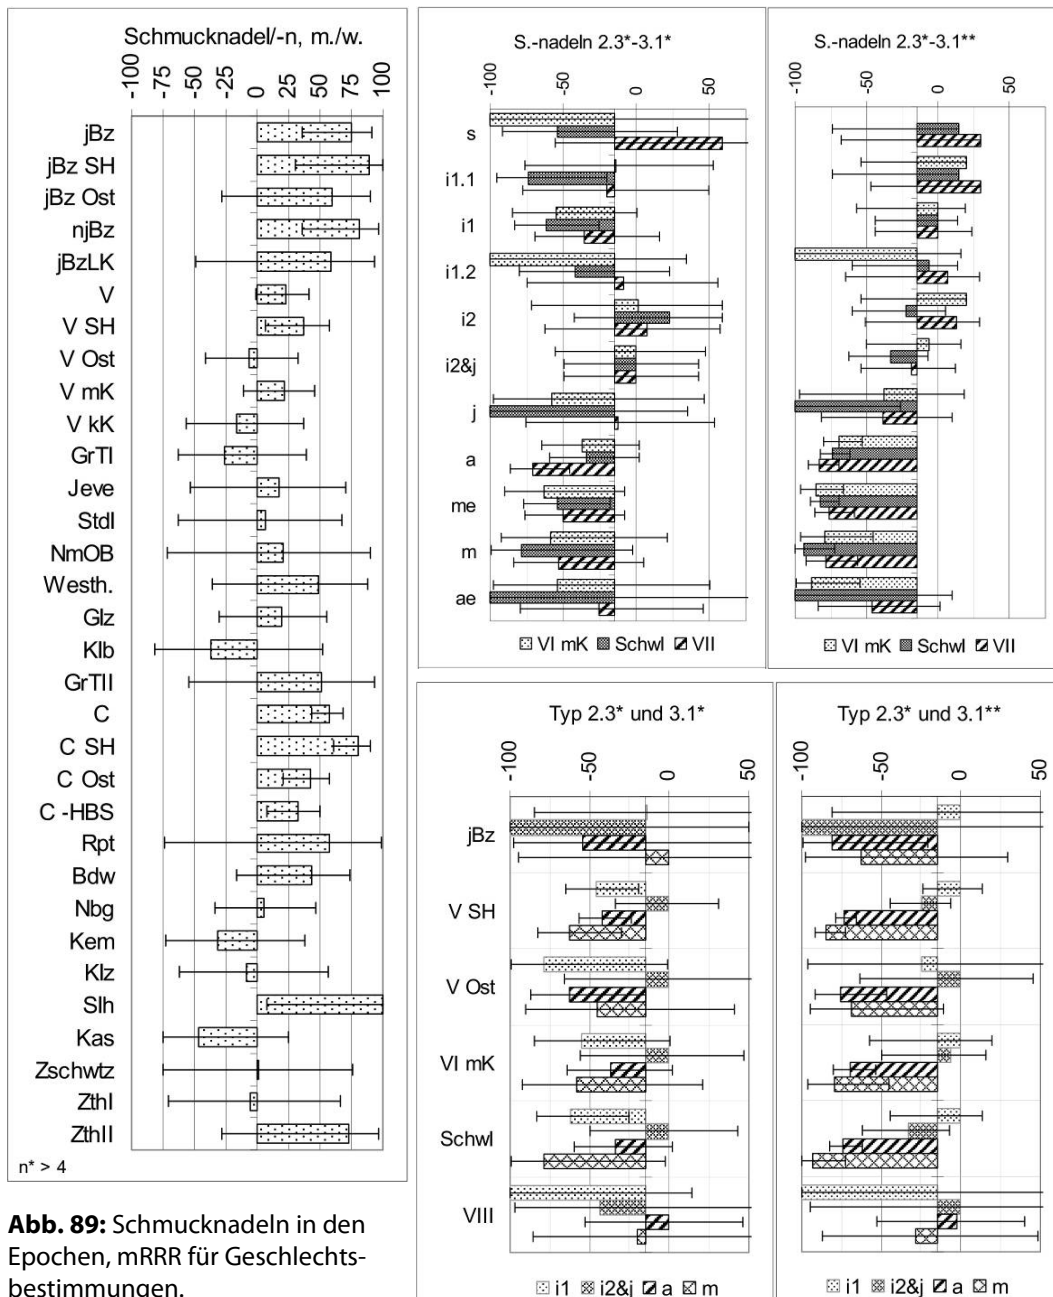 Schmucknadel/-n, m./w.
-100 -75 -50 -25 0 25 50 75 100
jBz
jBz SH
jBz Ost
njBz
jBzLK
V
V SH
V Ost
V mK
V kK
GrTI
Jeve
StdI
NmOB
Westh.
Glz
Klb
GrTII
C
C SH
C Ost
C -HBS
Rpt
Bdw
Nbg
Kem
Klz
Slh
Kas
Zschwtz
ZthI
ZthII
n* > 4
S.-nadeln 2.3*-3.1*
-100 -50 0 50
s
i1.1
i1
i1.2
i2
i2&j
j
a
me
m
ae
VI mK SchwI VII
S.-nadeln 2.3*-3.1**
-100 -50 0 50
VI mK SchwI VII
Typ 2.3* und 3.1*
-100 -50 0 50
jBz
V SH
V Ost
VI mK
SchwI
VIII
i1 i2&j a m
Typ 2.3* und 3.1**
-100 -50 0 50
i1 i2&j a m
Abb. 89: Schmucknadeln in den
Epochen, mRRR für Geschlechts-
bestimmungen.